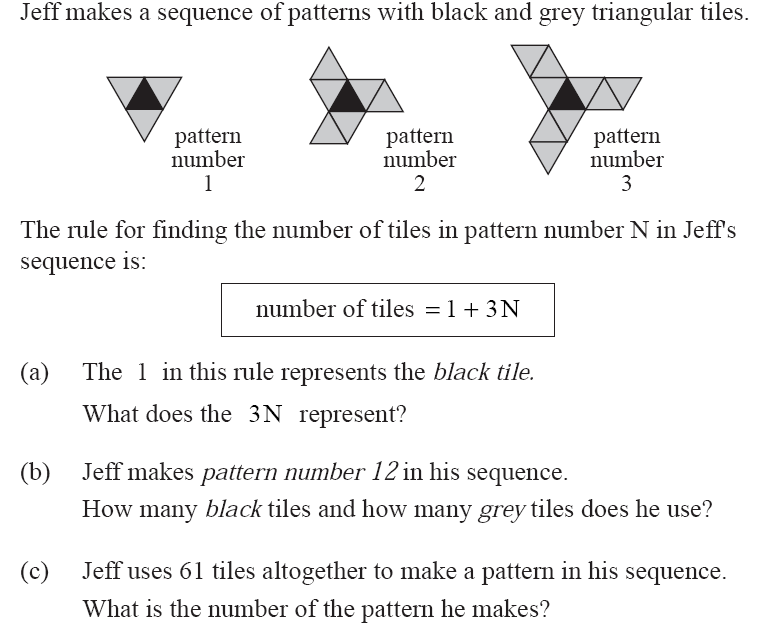 Jeff makes a sequence of patterns with black and grey triangular tiles.
pattern number 1
pattern number 2
pattern number 3
The rule for finding the number of tiles in pattern number N in Jeff's
sequence is:
number of tiles = 1 + 3N
(a) The 1 in this rule represents the black tile.
What does the 3N represent?
(b) Jeff makes pattern number 12 in his sequence.
How many black tiles and how many grey tiles does he use?
(c) Jeff uses 61 tiles altogether to make a pattern in his sequence.
What is the number of the pattern he makes?